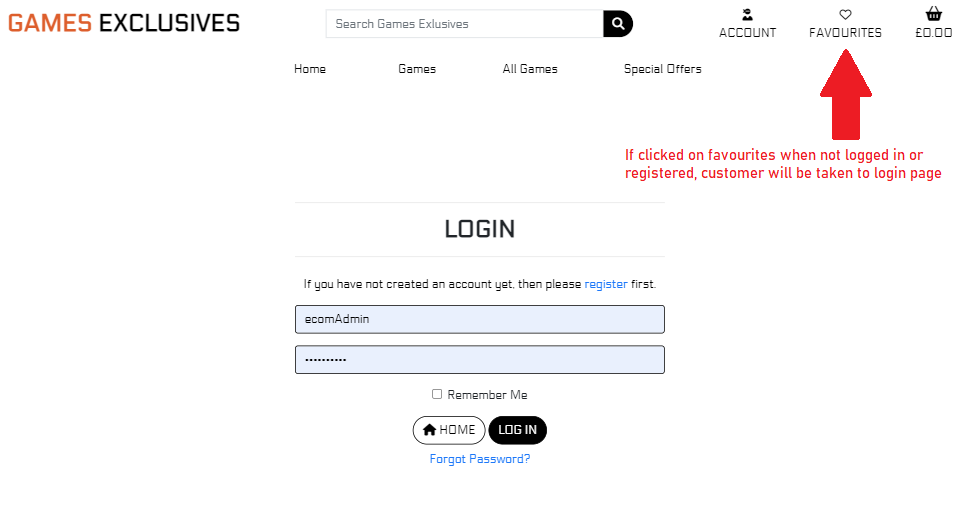 GAMES EXCLUSIVES
Search Games Exlusives
ACCOUNT
FAVOURITES
£0.00
Home
Games
All Games
Special Offers
If clicked on favourites when not logged in or
registered, customer will be taken to login page
LOGIN
If you have not created an account yet, then please register first.
ecomAdmin
••••••••••
Remember Me
HOME
LOG IN
Forgot Password?